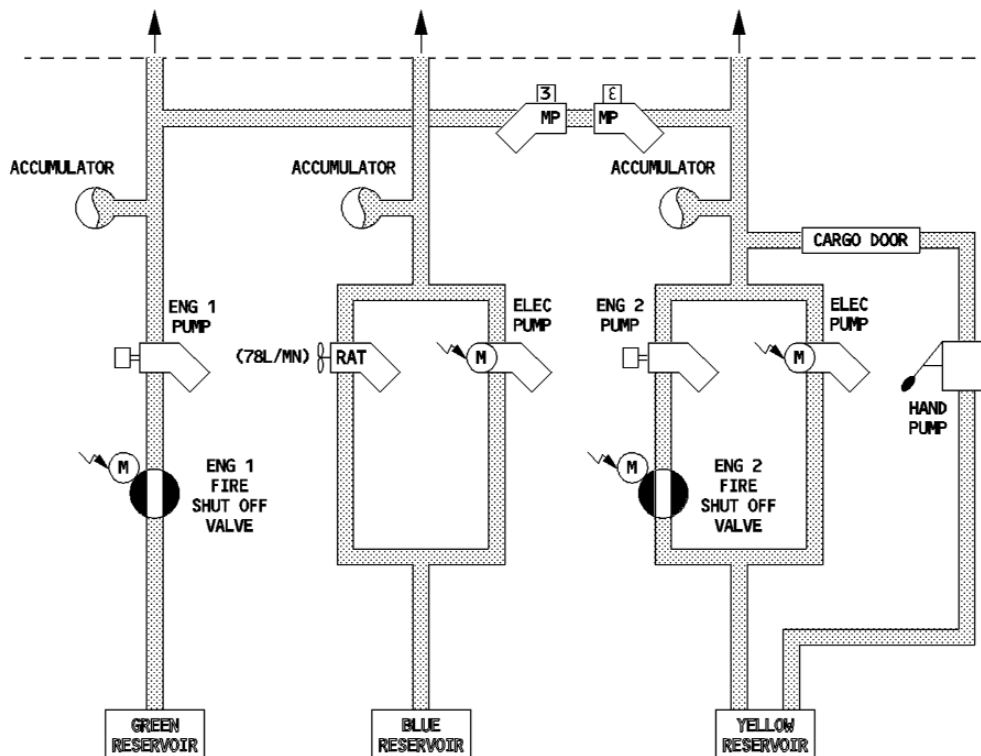 3
Ɛ
MP
MP
ACCUMULATOR
ACCUMULATOR
ACCUMULATOR
CARGO DOOR
ENG 1
PUMP
(78L/MN)
RAT
ELEC
PUMP
M
ENG 2
PUMP
ELEC
PUMP
M
HAND
PUMP
M
ENG 1
FIRE
SHUT OFF
VALVE
M
ENG 2
FIRE
SHUT OFF
VALVE
GREEN
RESERVOIR
BLUE
RESERVOIR
YELLOW
RESERVOIR